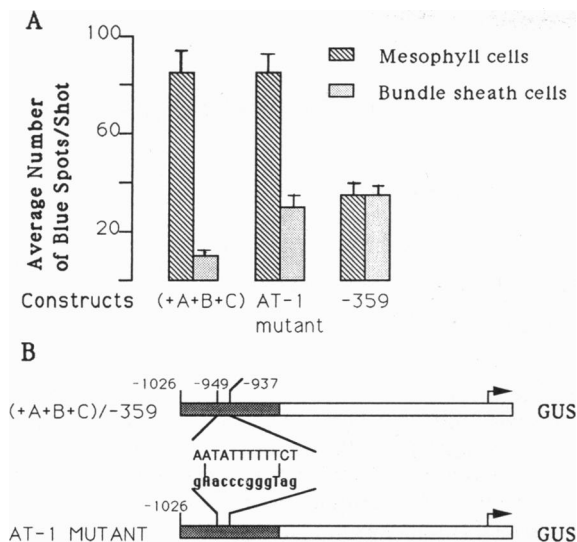 A
100
60
20
Average Number
of Blue Spots/Shot
Mesophyll cells
Bundle sheath cells
Constructs (+A+B+C) AT-1 mutant -359
B
-1026 -949 -937
(+A+B+C)/-359 GUS
AATATTTTTTCT
gAacccgggTag
-1026
AT-1 MUTANT GUS